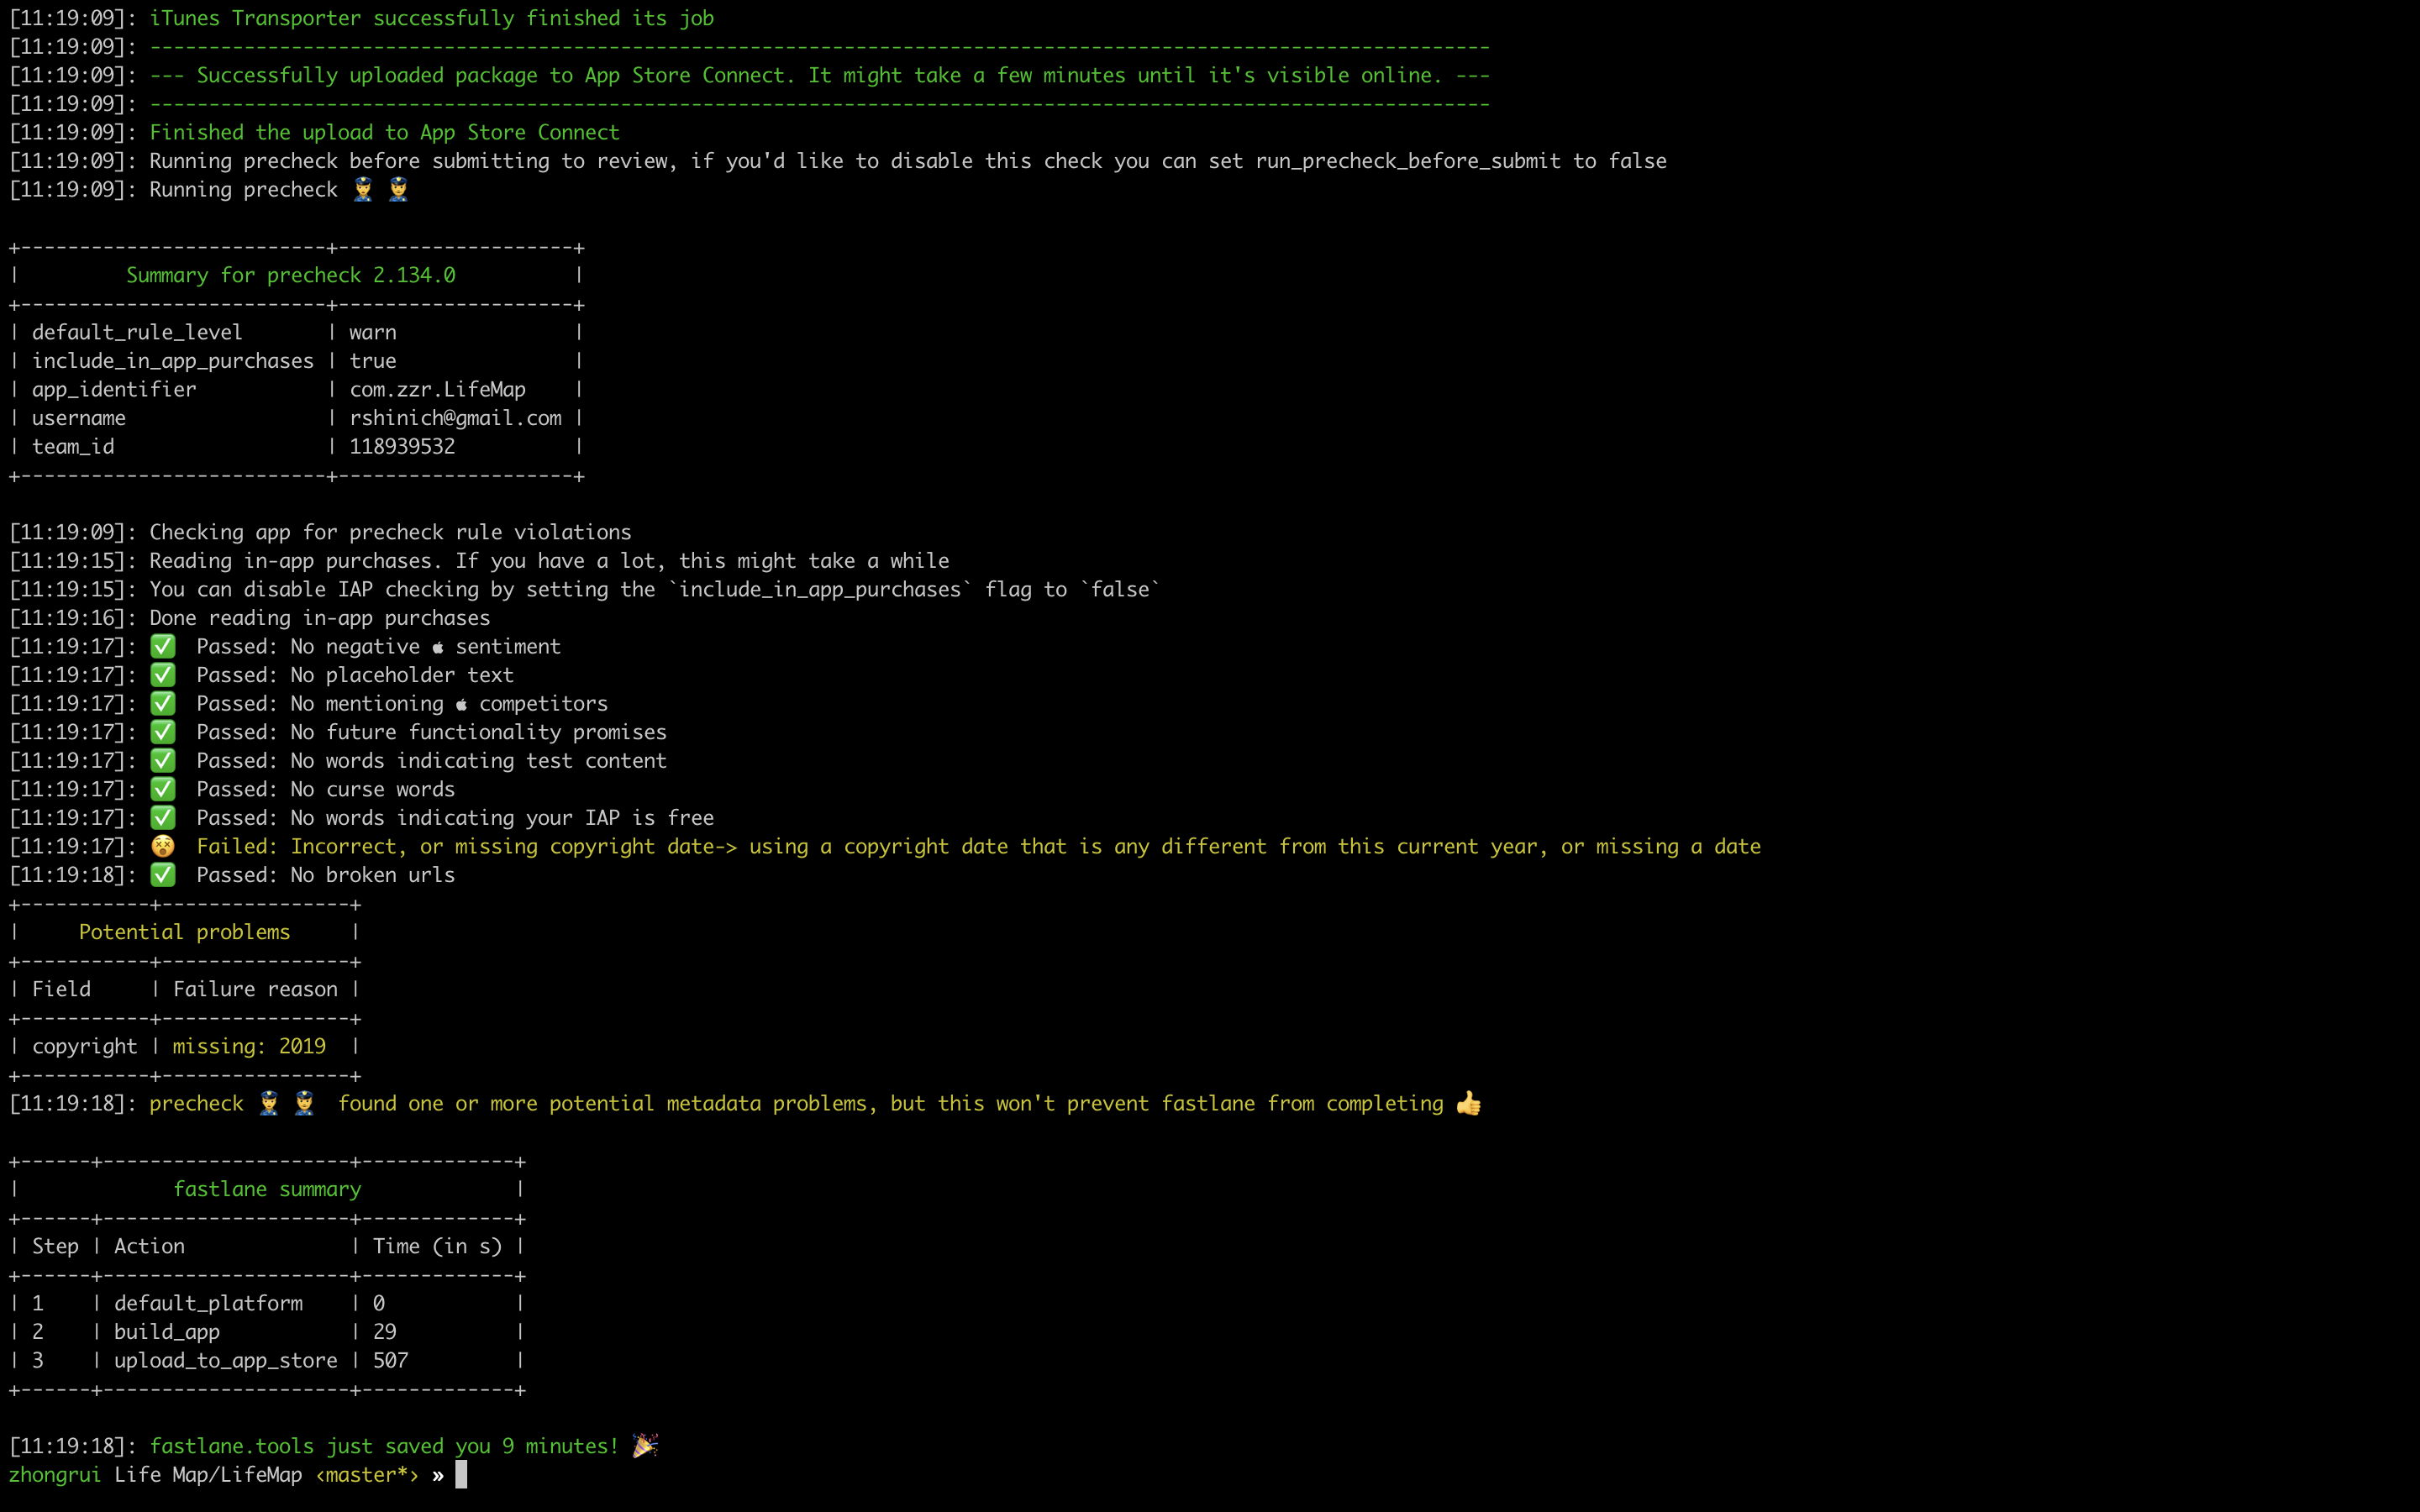 [11:19:09]: iTunes Transporter successfully finished its job
[11:19:09]: ------------------------------------------------------------------------------------------------------------------
[11:19:09]: --- Successfully uploaded package to App Store Connect. It might take a few minutes until it's visible online. ---
[11:19:09]: ------------------------------------------------------------------------------------------------------------------
[11:19:09]: Finished the upload to App Store Connect
[11:19:09]: Running precheck before submitting to review, if you'd like to disable this check you can set run_precheck_before_submit to false
[11:19:09]: Running precheck 👮‍♀️ 👮

+--------------------------+--------------------+
|         Summary for precheck 2.134.0          |
+--------------------------+--------------------+
| default_rule_level       | warn               |
| include_in_app_purchases | true               |
| app_identifier           | com.zzr.LifeMap    |
| username                 | rshinich@gmail.com |
| team_id                  | 118939532          |
+--------------------------+--------------------+

[11:19:09]: Checking app for precheck rule violations
[11:19:15]: Reading in-app purchases. If you have a lot, this might take a while
[11:19:15]: You can disable IAP checking by setting the `include_in_app_purchases` flag to `false`
[11:19:16]: Done reading in-app purchases
[11:19:17]: ✅  Passed: No negative  sentiment
[11:19:17]: ✅  Passed: No placeholder text
[11:19:17]: ✅  Passed: No mentioning  competitors
[11:19:17]: ✅  Passed: No future functionality promises
[11:19:17]: ✅  Passed: No words indicating test content
[11:19:17]: ✅  Passed: No curse words
[11:19:17]: ✅  Passed: No words indicating your IAP is free
[11:19:17]: 😵  Failed: Incorrect, or missing copyright date-> using a copyright date that is any different from this current year, or missing a date
[11:19:18]: ✅  Passed: No broken urls
+-----------+---------------+
|     Potential problems     |
+-----------+----------------+
| Field     | Failure reason |
+-----------+----------------+
| copyright | missing: 2019  |
+-----------+----------------+
[11:19:18]: precheck 👮‍♀️ 👮  found one or more potential metadata problems, but this won't prevent fastlane from completing 👍

+------+---------------------+-------------+
|             fastlane summary             |
+------+---------------------+-------------+
| Step | Action              | Time (in s) |
+------+---------------------+-------------+
| 1    | default_platform    | 0           |
| 2    | build_app           | 29          |
| 3    | upload_to_app_store | 507         |
+------+---------------------+-------------+

[11:19:18]: fastlane.tools just saved you 9 minutes! 🎉
zhongrui Life Map/LifeMap ‹master*› »